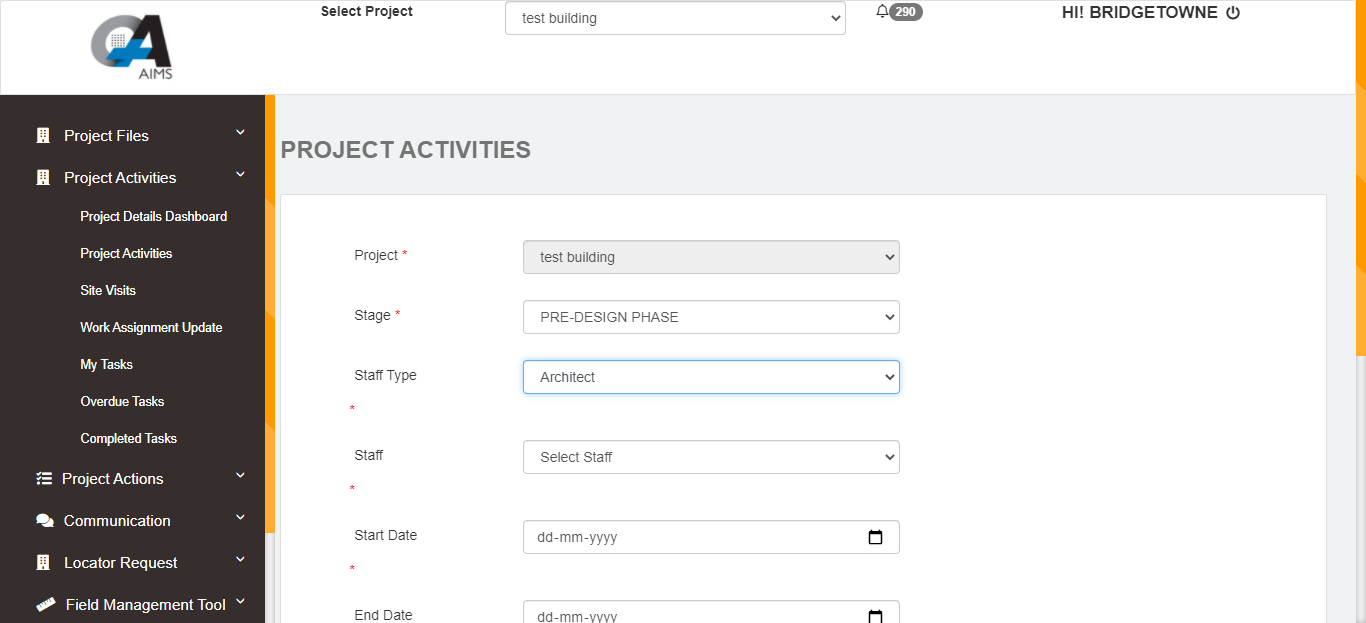 Select Project
test building
290
HI! BRIDGETOWNE
AIMS
Project Files
Project Activities
Project Details Dashboard
Project Activities
Site Visits
Work Assignment Update
My Tasks
Overdue Tasks
Completed Tasks
Project Actions
Communication
Locator Request
Field Management Tool
PROJECT ACTIVITIES
Project *
test building
Stage *
PRE-DESIGN PHASE
Staff Type
*
Architect
Staff
*
Select Staff
Start Date
*
dd-mm-yyyy
End Date
dd-mm-yyyy